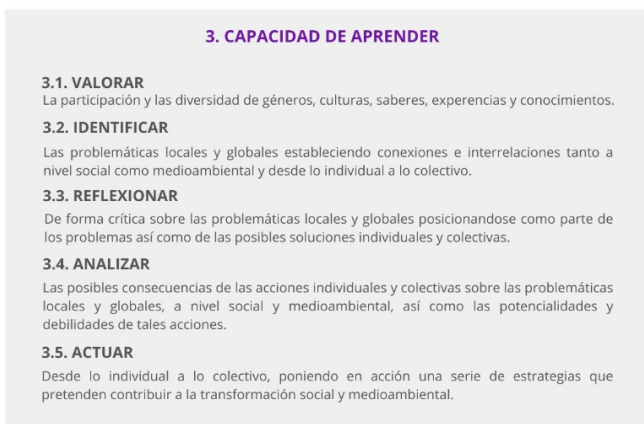 3. CAPACIDAD DE APRENDER
3.1. VALORAR
La participación y las diversidad de géneros, culturas, saberes, experencias y conocimientos.
3.2. IDENTIFICAR
Las problemáticas locales y globales estableciendo conexiones e interrelaciones tanto a
nivel social como medioambiental y desde lo individual a lo colectivo.
3.3. REFLEXIONAR
De forma crítica sobre las problemáticas locales y globales posicionandose como parte de
los problemas así como de las posibles soluciones individuales y colectivas.
3.4. ANALIZAR
Las posibles consecuencias de las acciones individuales y colectivas sobre las problemáticas
locales y globales, a nivel social y medioambiental, así como las potencialidades y
debilidades de tales acciones.
3.5. ACTUAR
Desde lo individual a lo colectivo, poniendo en acción una serie de estrategias que
pretenden contribuir a la transformación social y medioambiental.